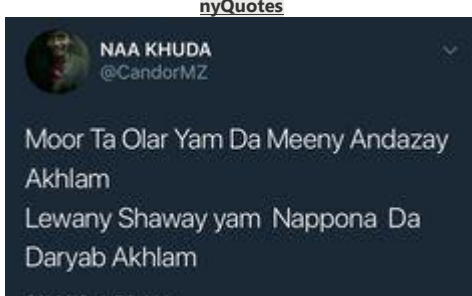 nyQuotes
NAA KHUDA
@CandorMZ
Moor Ta Olar Yam Da Meeny Andazay
Akhlam
Lewany Shaway yam Nappona Da
Daryab Akhlam